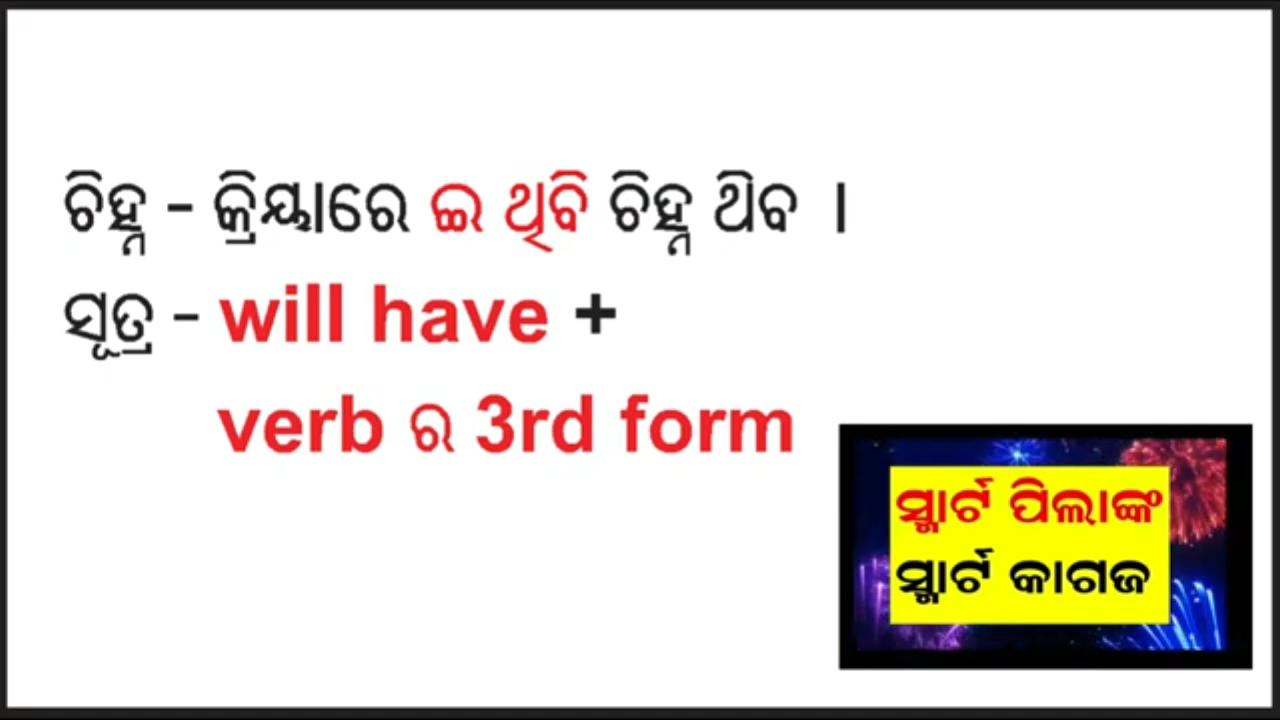 ଚିହ୍ନ - କ୍ରିୟାରେ ଇ ଥିବି ଚିହ୍ନ ଥିବ ।
ସୂତ୍ର - will have +
verb ର 3rd form
ସ୍ମାର୍ଟ ପିଲାଙ୍କ
ସ୍ମାର୍ଟ କାଗଜ